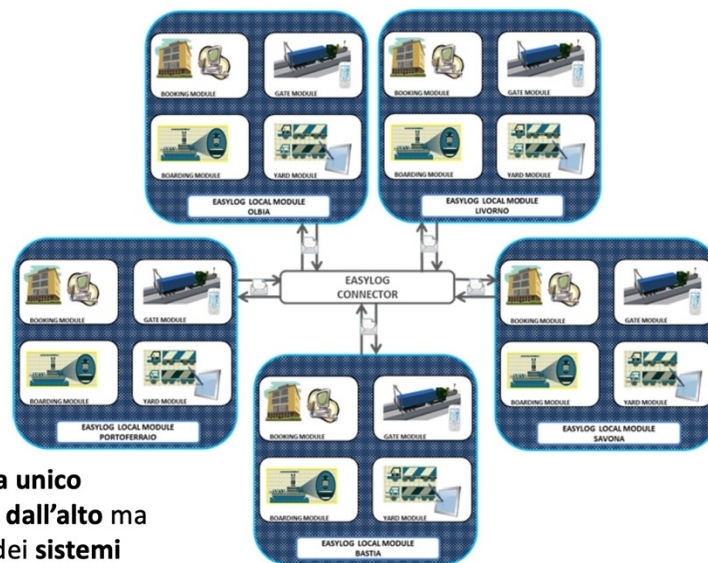 BOOKING MODULE
GATE MODULE
BOARDING MODULE
YARD MODULE
EASYLOG LOCAL MODULE
OLBIA
BOOKING MODULE
GATE MODULE
BOARDING MODULE
YARD MODULE
EASYLOG LOCAL MODULE
LIVORNO
EASYLOG
CONNECTOR
BOOKING MODULE
GATE MODULE
BOARDING MODULE
YARD MODULE
EASYLOG LOCAL MODULE
PORTOFERRAIO
BOOKING MODULE
GATE MODULE
BOARDING MODULE
YARD MODULE
EASYLOG LOCAL MODULE
SAVONA
BOOKING MODULE
GATE MODULE
BOARDING MODULE
YARD MODULE
EASYLOG LOCAL MODULE
BASTIA
a unico
dall'alto ma
dei sistemi